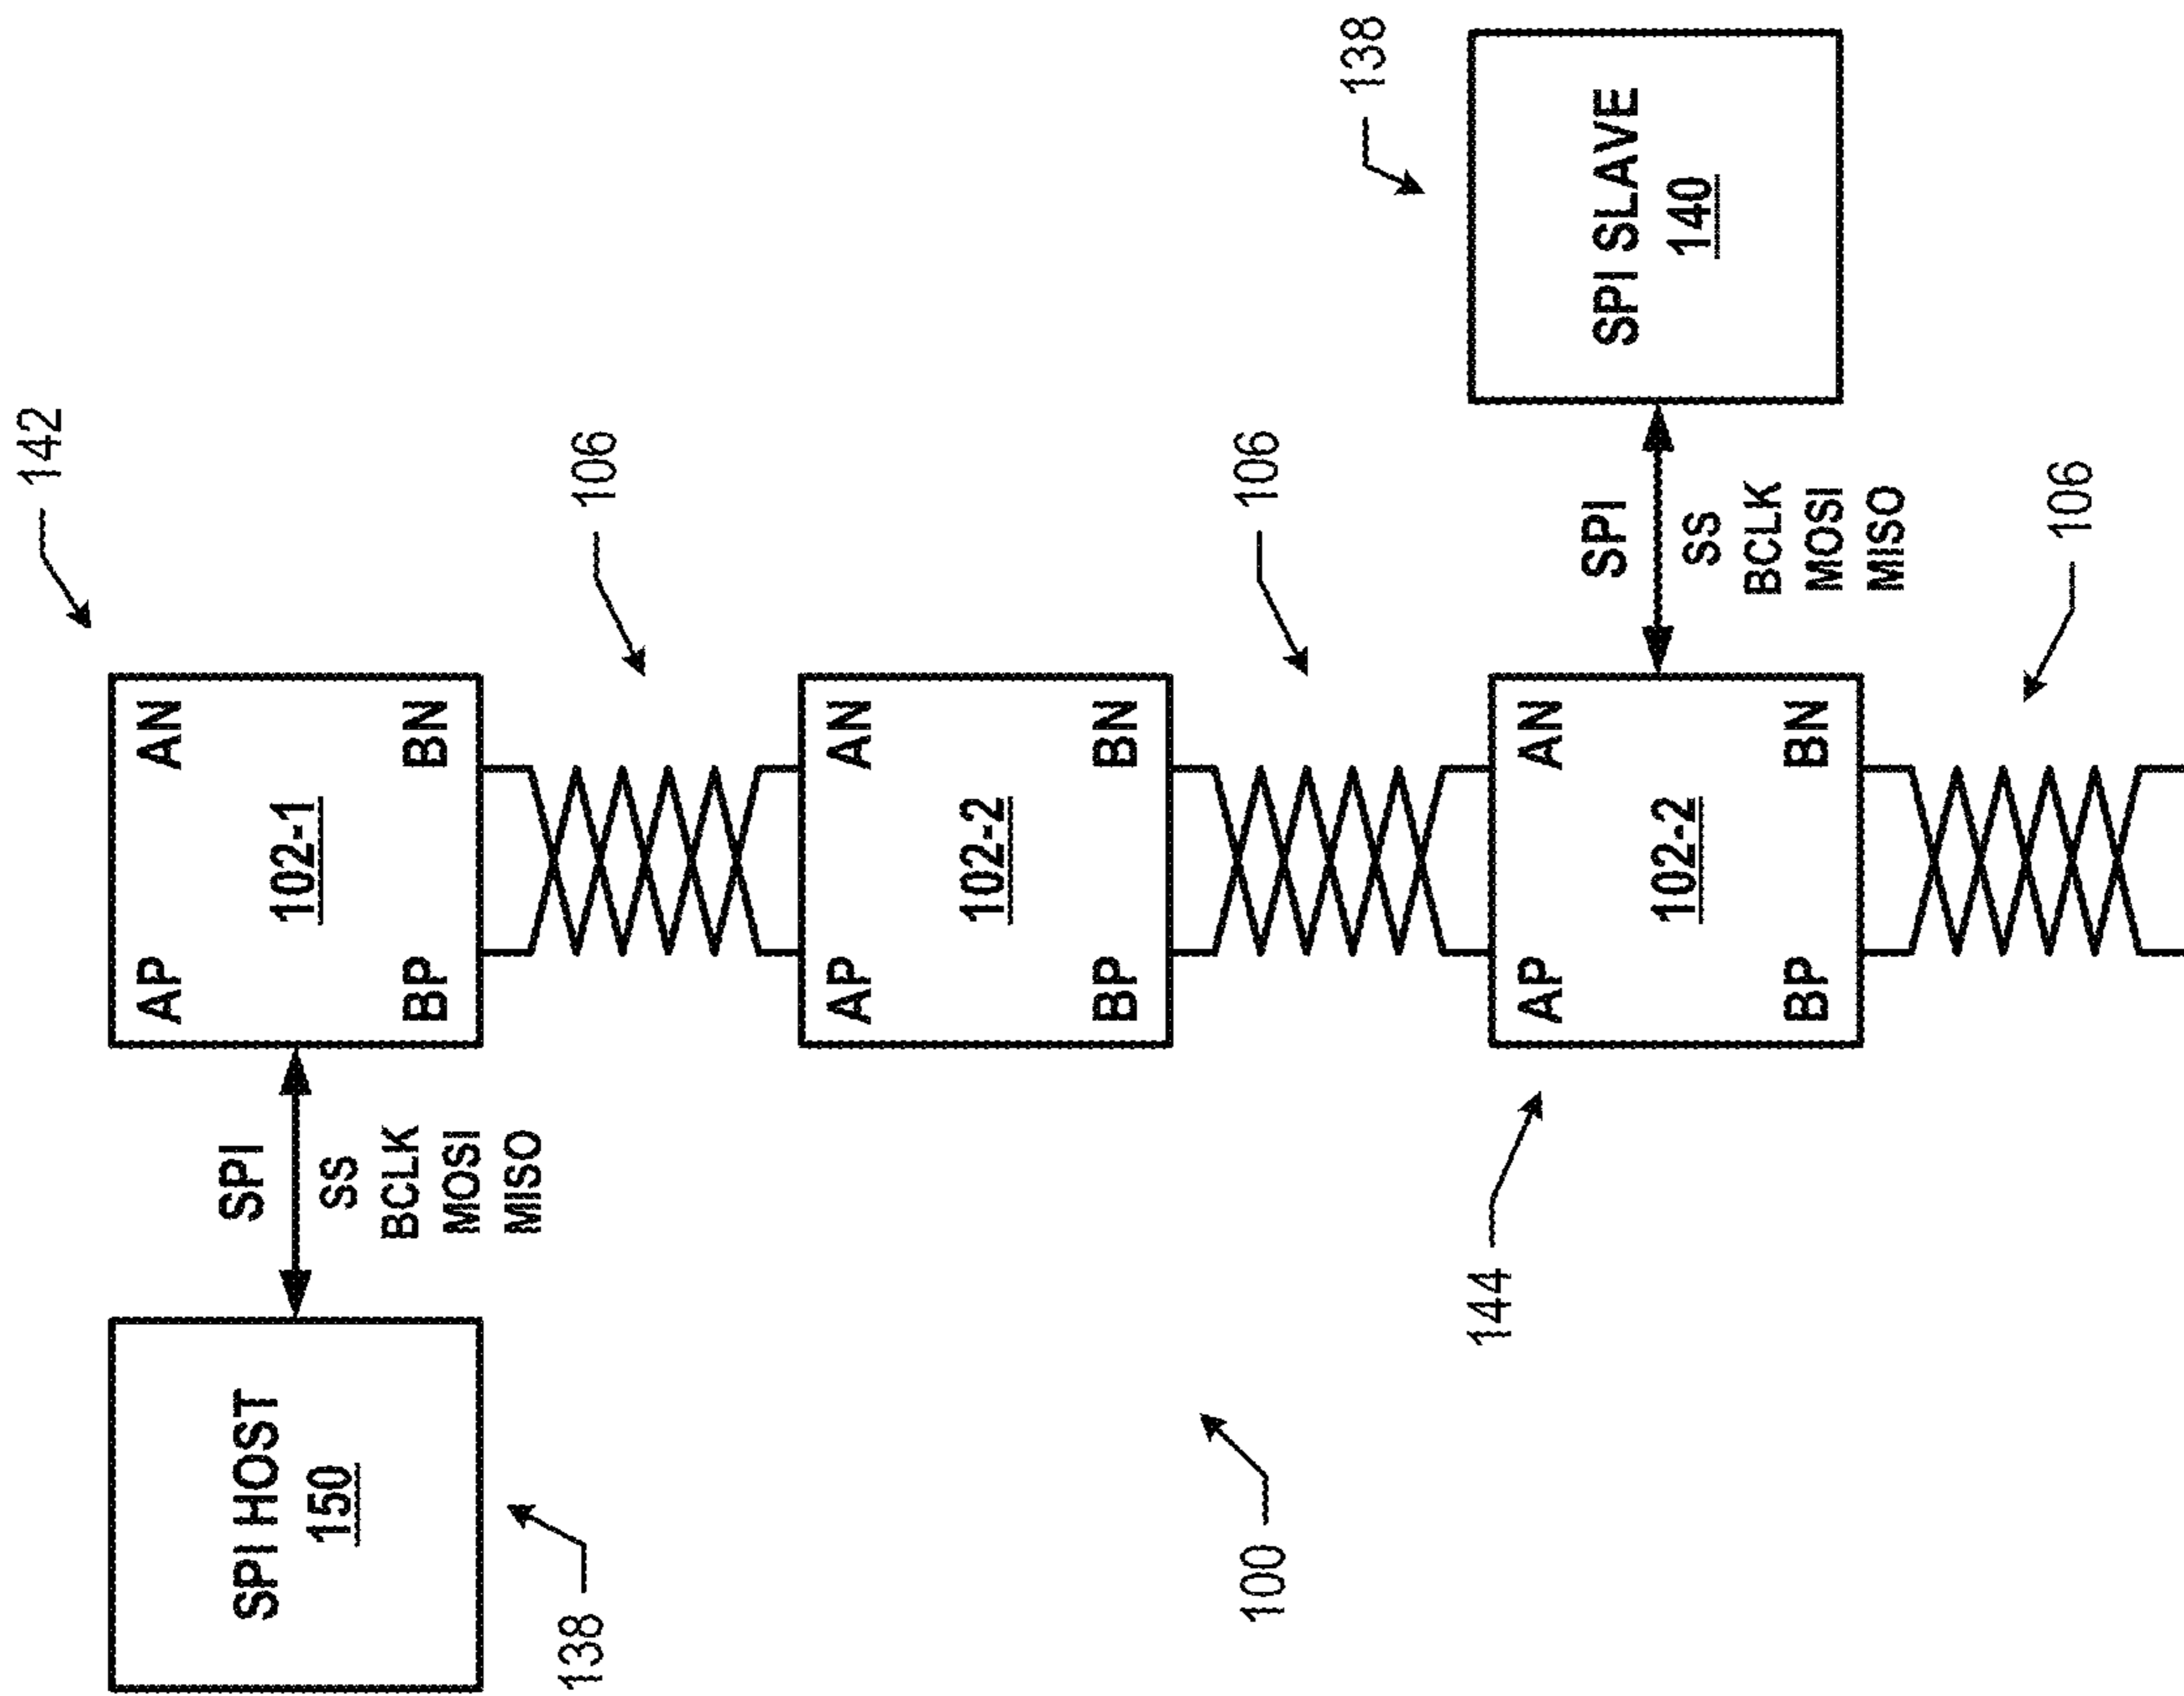 142
SPI HOST
150
138
SPI
SS
BCLK
MOSI
MISO
AP AN
102-1
BP BN
106
AP AN
102-2
BP BN
100
106
144
AP AN
102-2
BP BN
SPI
SS
BCLK
MOSI
MISO
138
SPI SLAVE
140
106